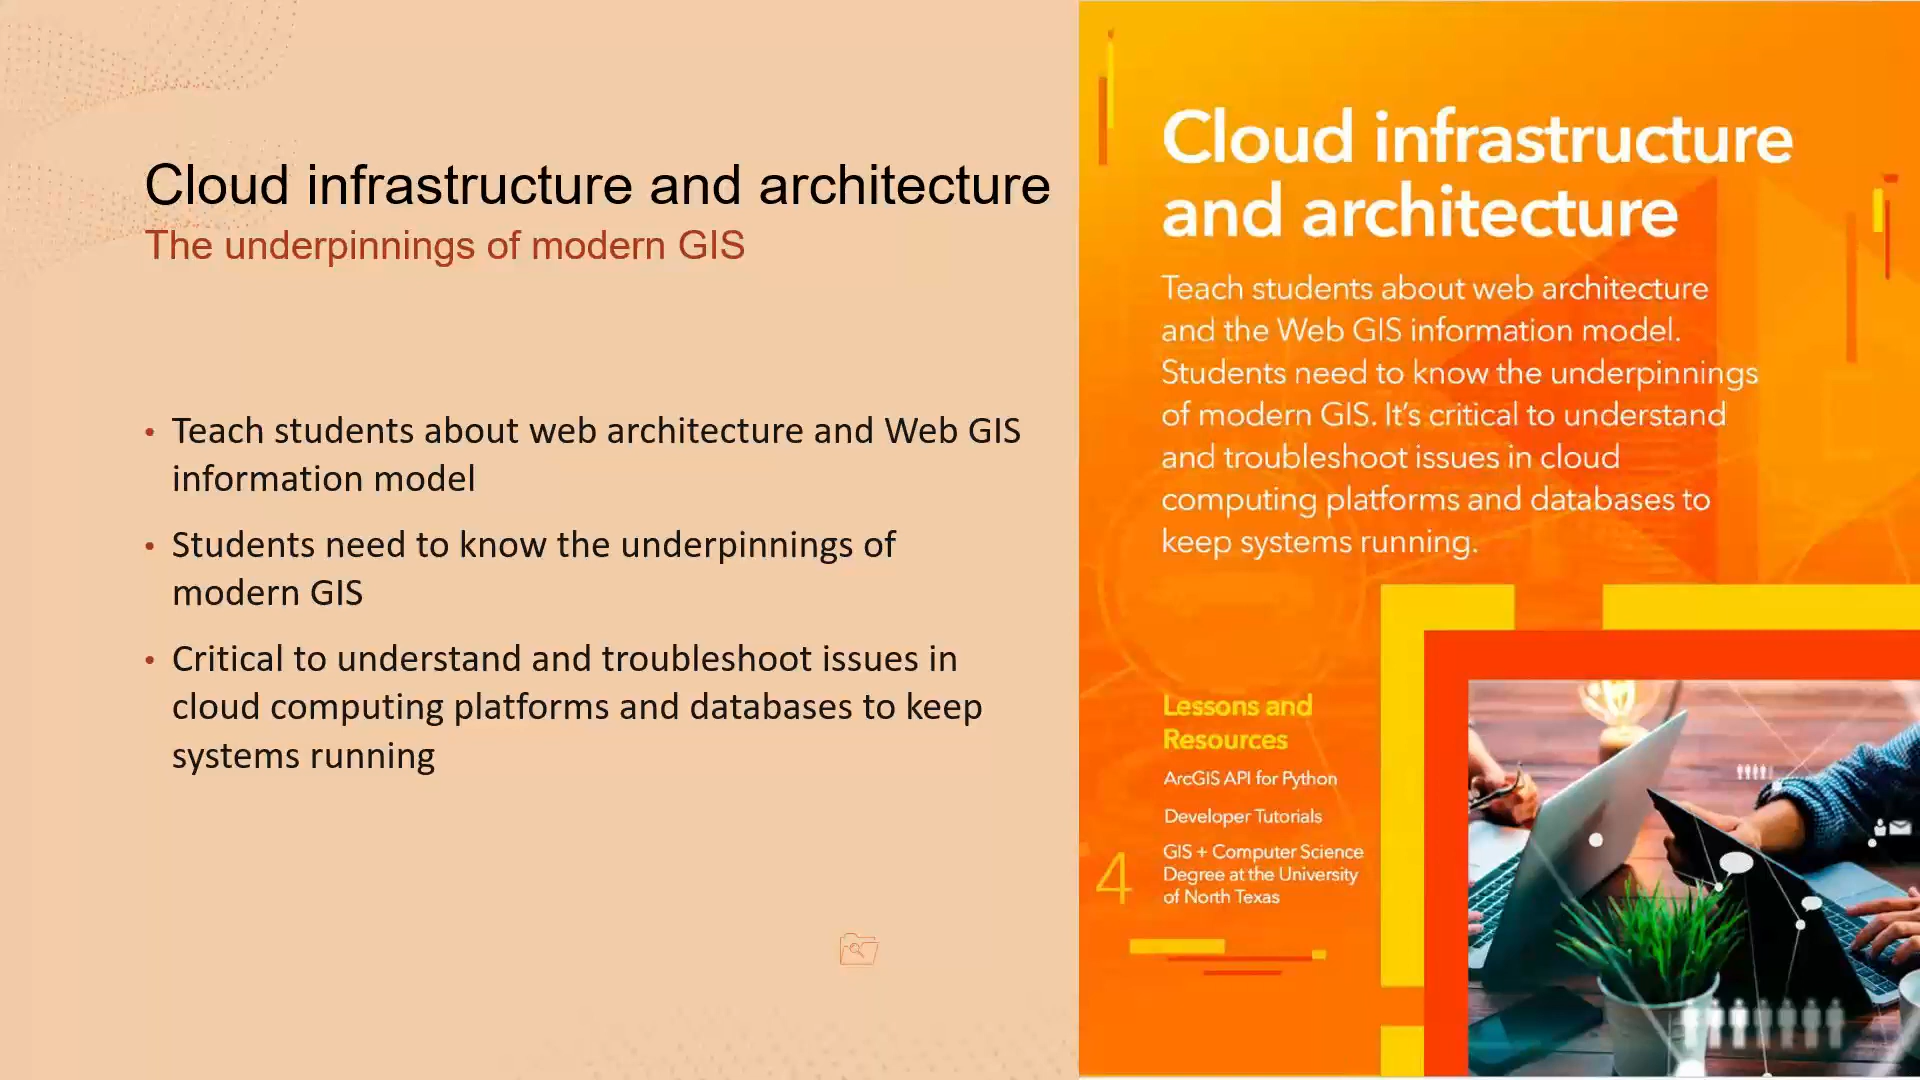 Cloud infrastructure and architecture
The underpinnings of modern GIS
• Teach students about web architecture and Web GIS
information model
• Students need to know the underpinnings of
modern GIS
• Critical to understand and troubleshoot issues in
cloud computing platforms and databases to keep
systems running
Cloud infrastructure
and architecture
Teach students about web architecture
and the Web GIS information model.
Students need to know the underpinnings
of modern GIS. It’s critical to understand
and troubleshoot issues in cloud
computing platforms and databases to
keep systems running.
Lessons and
Resources
ArcGIS API for Python
Developer Tutorials
GIS + Computer Science
Degree at the University
of North Texas
4